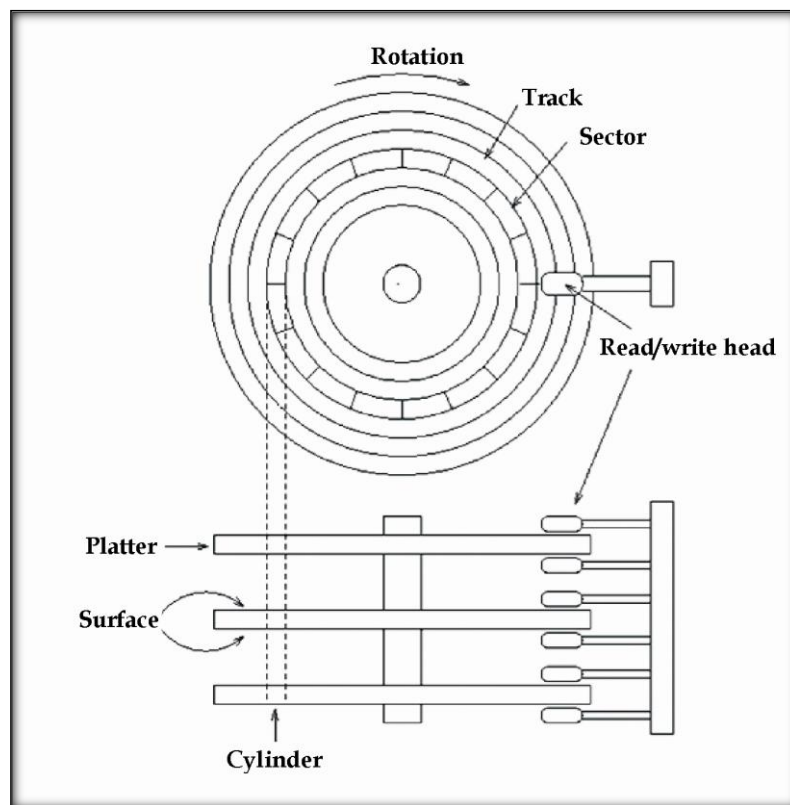 Rotation
Track
Sector
Read/write head
Platter
Surface
Cylinder